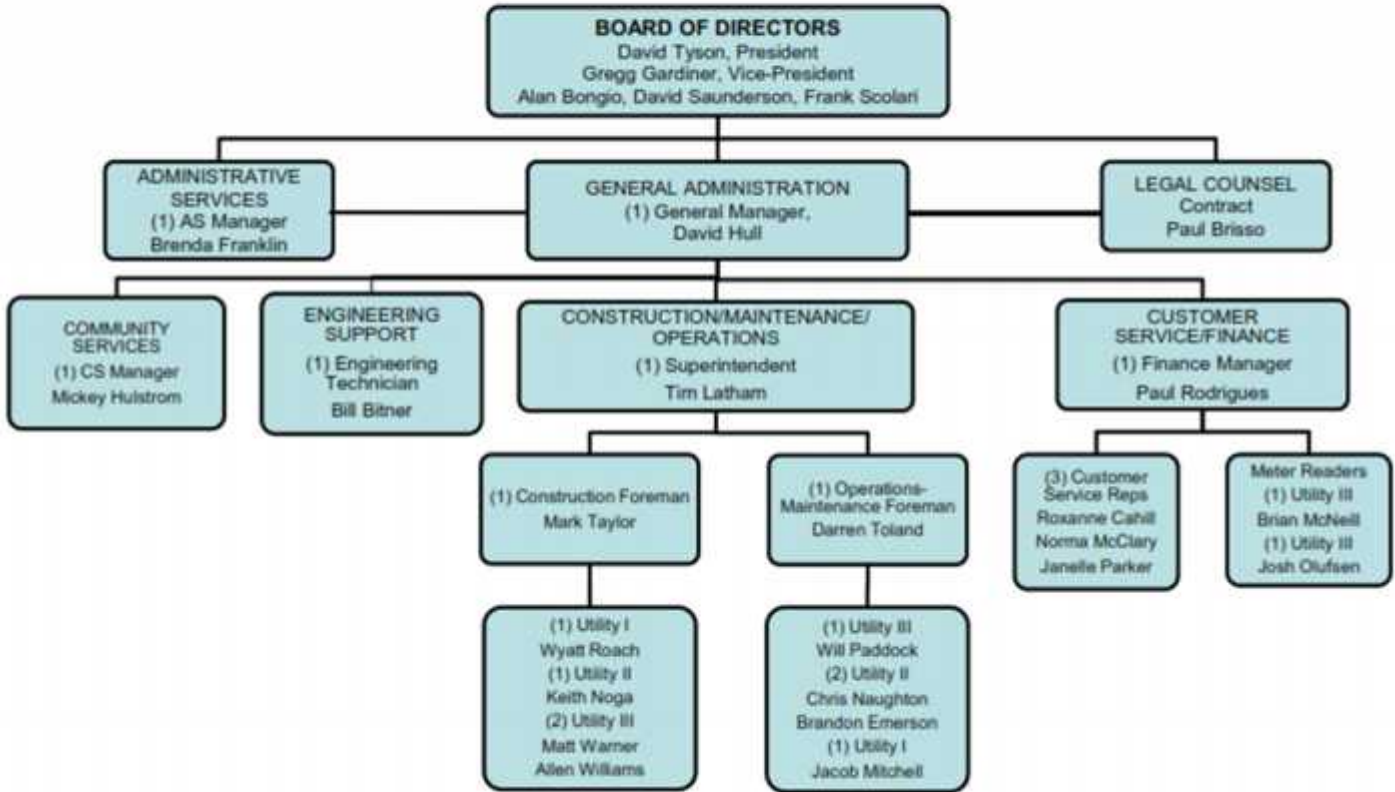 BOARD OF DIRECTORS
David Tyson, President
Gregg Gardiner, Vice-President
Alan Bongio, David Saunderson, Frank Scolari
ADMINISTRATIVE
SERVICES
(1) AS Manager
Brenda Franklin
GENERAL ADMINISTRATION
(1) General Manager,
David Hull
LEGAL COUNSEL
Contract
Paul Brisso
COMMUNITY
SERVICES
(1) CS Manager
Mickey Hulstrom
ENGINEERING
SUPPORT
(1) Engineering
Technician
Bill Bitner
CONSTRUCTION/MAINTENANCE/
OPERATIONS
(1) Superintendent
Tim Latham
CUSTOMER
SERVICE/FINANCE
(1) Finance Manager
Paul Rodrigues
(1) Construction Foreman
Mark Taylor
(1) Operations-
Maintenance Foreman
Darren Toland
(3) Customer
Service Reps
Roxanne Cahill
Norma McClary
Janelle Parker
Meter Readers
(1) Utility III
Brian McNeill
(1) Utility III
Josh Olufsen
(1) Utility I
Wyatt Roach
(1) Utility II
Keith Noga
(2) Utility III
Matt Warner
Allen Williams
(1) Utility III
Will Paddock
(2) Utility II
Chris Naughton
Brandon Emerson
(1) Utility I
Jacob Mitchell